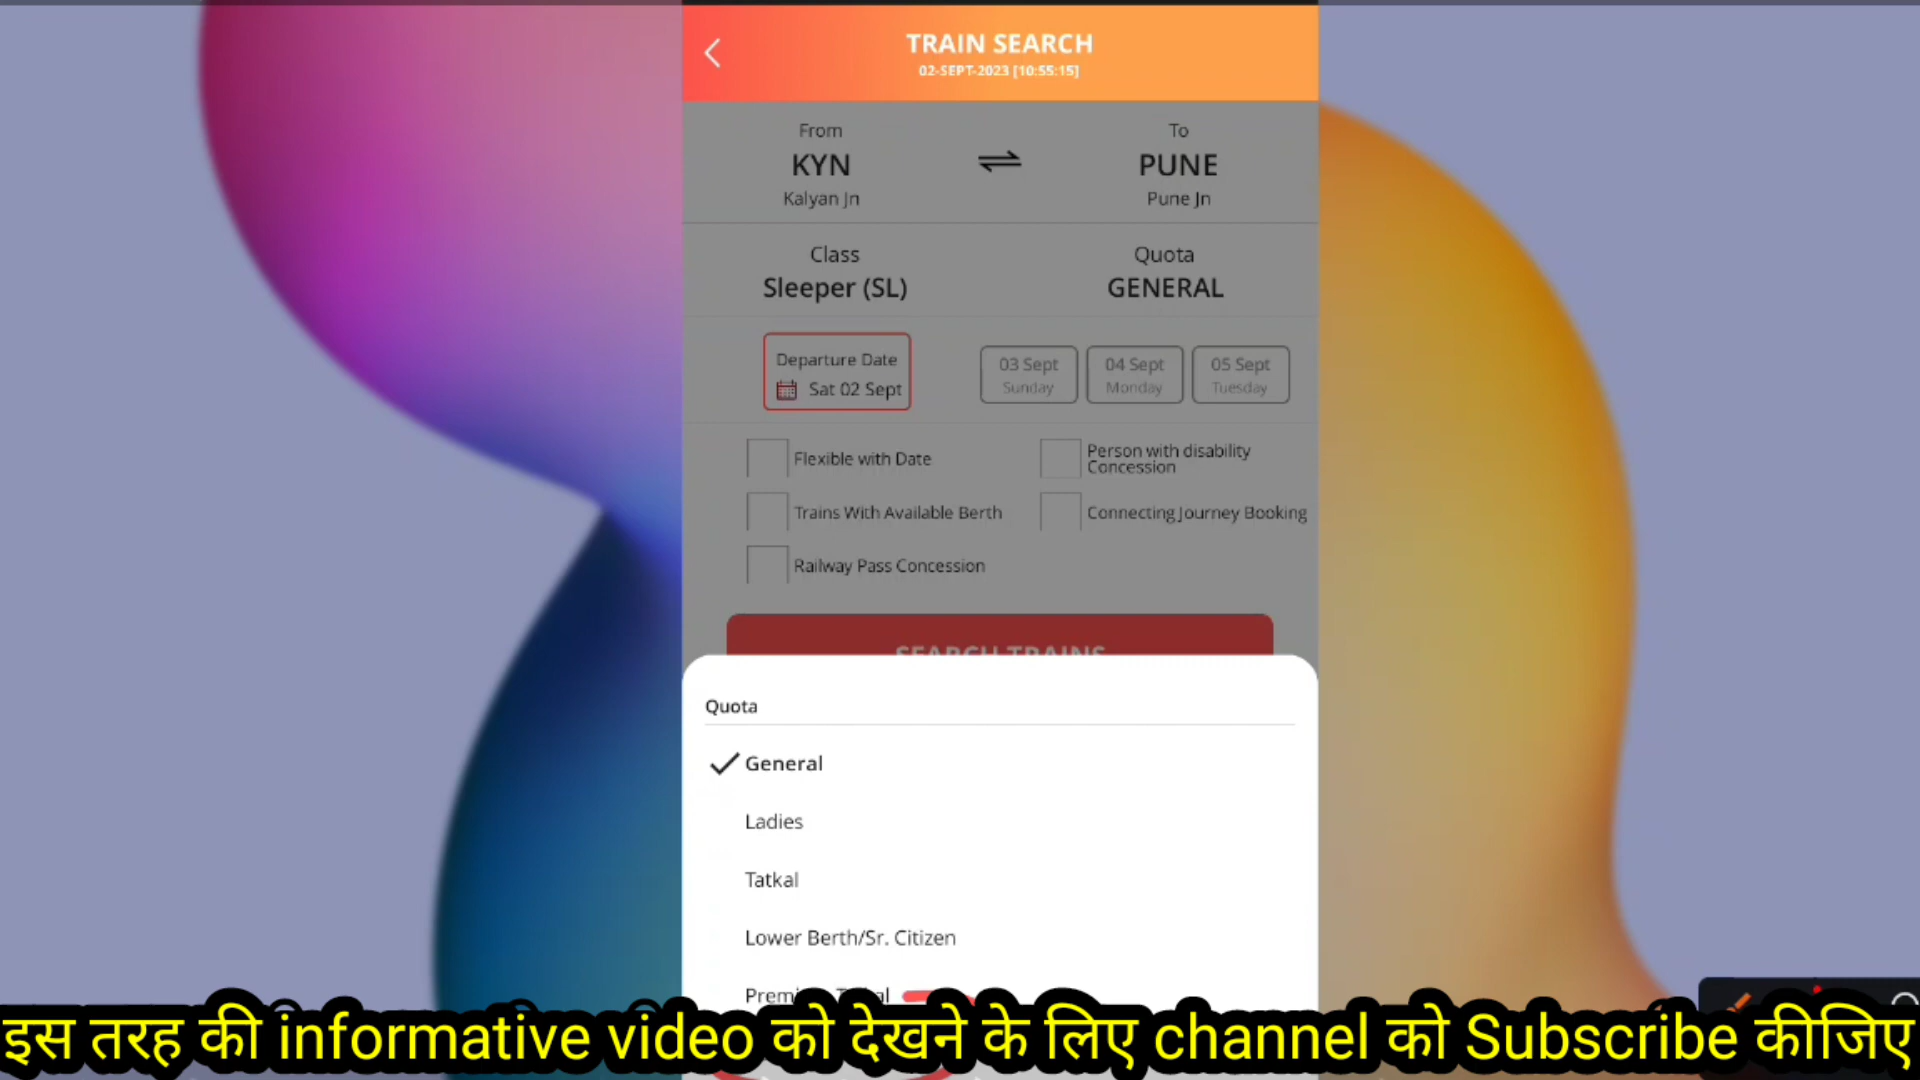 TRAIN SEARCH
02-SEPT-2023 [10:55:15]
From
To
KYN
PUNE
Kalyan Jn
Pune Jn
Class
Quota
Sleeper (SL)
GENERAL
Departure Date
Sat 02 Sept
03 Sept
Sunday
04 Sept
Monday
05 Sept
Tuesday
Flexible with Date
Person with disability
Concession
Trains With Available Berth
Connecting Journey Booking
Railway Pass Concession
SEARCH TRAINS
Quota
General
Ladies
Tatkal
Lower Berth/Sr. Citizen
इस तरह की informative video को देखने के लिए channel को Subscribe कीजिए